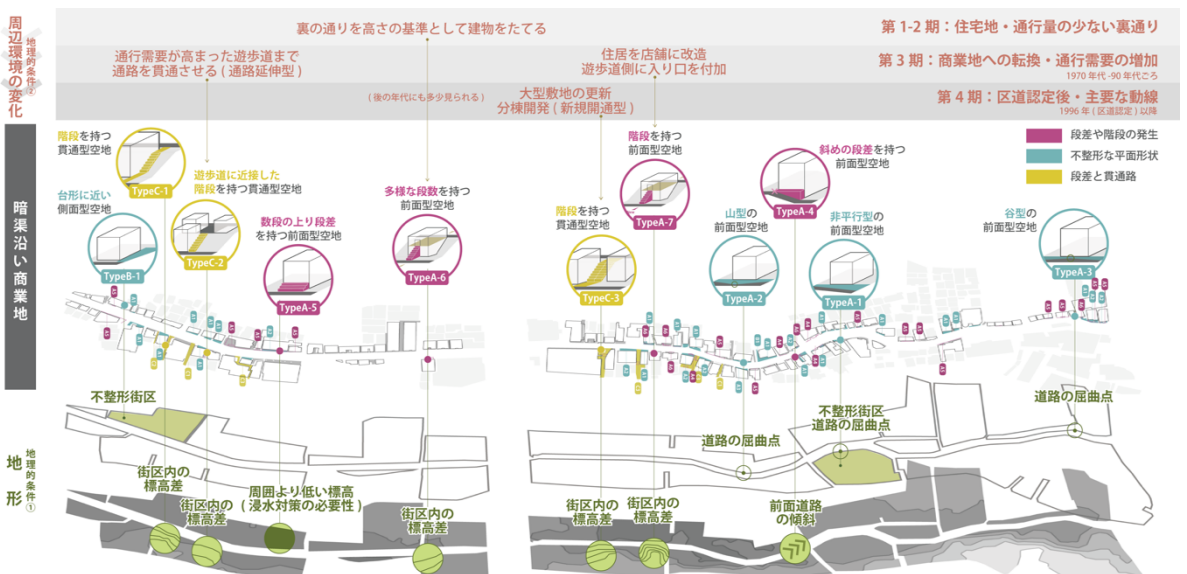 周辺環境の変化
地理的条件②
裏の通りを高さの基準として建物をたてる
第 1-2 期：住宅地・通行量の少ない裏通り
通行需要が高まった遊歩道まで
通路を貫通させる ( 通路延伸型 )
住居を店舗に改造
遊歩道側に入り口を付加
第 3 期：商業地への転換・通行需要の増加
1970 年代 -90 年代ごろ
( 後の年代にも多少見られる )
大型敷地の更新
分棟開発 ( 新規開通型 )
第 4 期：区道認定後・主要な動線
1996 年 ( 区道認定 ) 以降
段差や階段の発生
不整形な平面形状
段差と貫通路
暗渠沿い商業地
階段を持つ
貫通型空地
TypeC-1
台形に近い
側面型空地
TypeB-1
遊歩道に近接した
階段を持つ貫通型空地
TypeC-2
数段の上り段差
を持つ前面型空地
TypeA-5
多様な段数を持つ
前面型空地
TypeA-6
階段を持つ
貫通型空地
TypeC-3
階段を持つ
前面型空地
TypeA-7
山型の
前面型空地
TypeA-2
斜めの段差を持つ
前面型空地
TypeA-4
非平行型の
前面型空地
TypeA-1
谷型の
前面型空地
TypeA-3
地形
地理的条件①
不整形街区
道路の屈曲点
不整形街区
道路の屈曲点
道路の屈曲点
街区内の
標高差
街区内の
標高差
周囲より低い標高
( 浸水対策の必要性 )
街区内の
標高差
街区内の
標高差
街区内の
標高差
前面道路
の傾斜